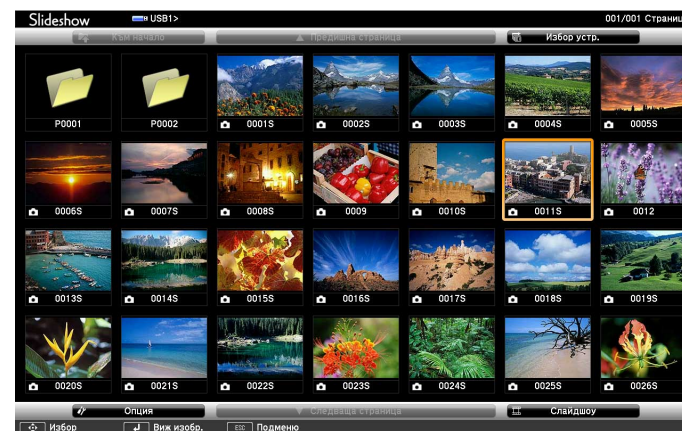 Slideshow USB1> 001/001 Страниц
Към начало Предишна страница Избор устр.
P0001 P0002 0001S 0002S 0003S 0004S 0005S
0006S 0007S 0008S 0009 0010S 0011S 0012
0013S 0014S 0015S 0016S 0017S 0018S 0019S
0020S 0021S 0022S 0023S 0024S 0025S 0026S
Опция Следваща страница Слайдшоу
Избор Виж изобр. ESC Подменю